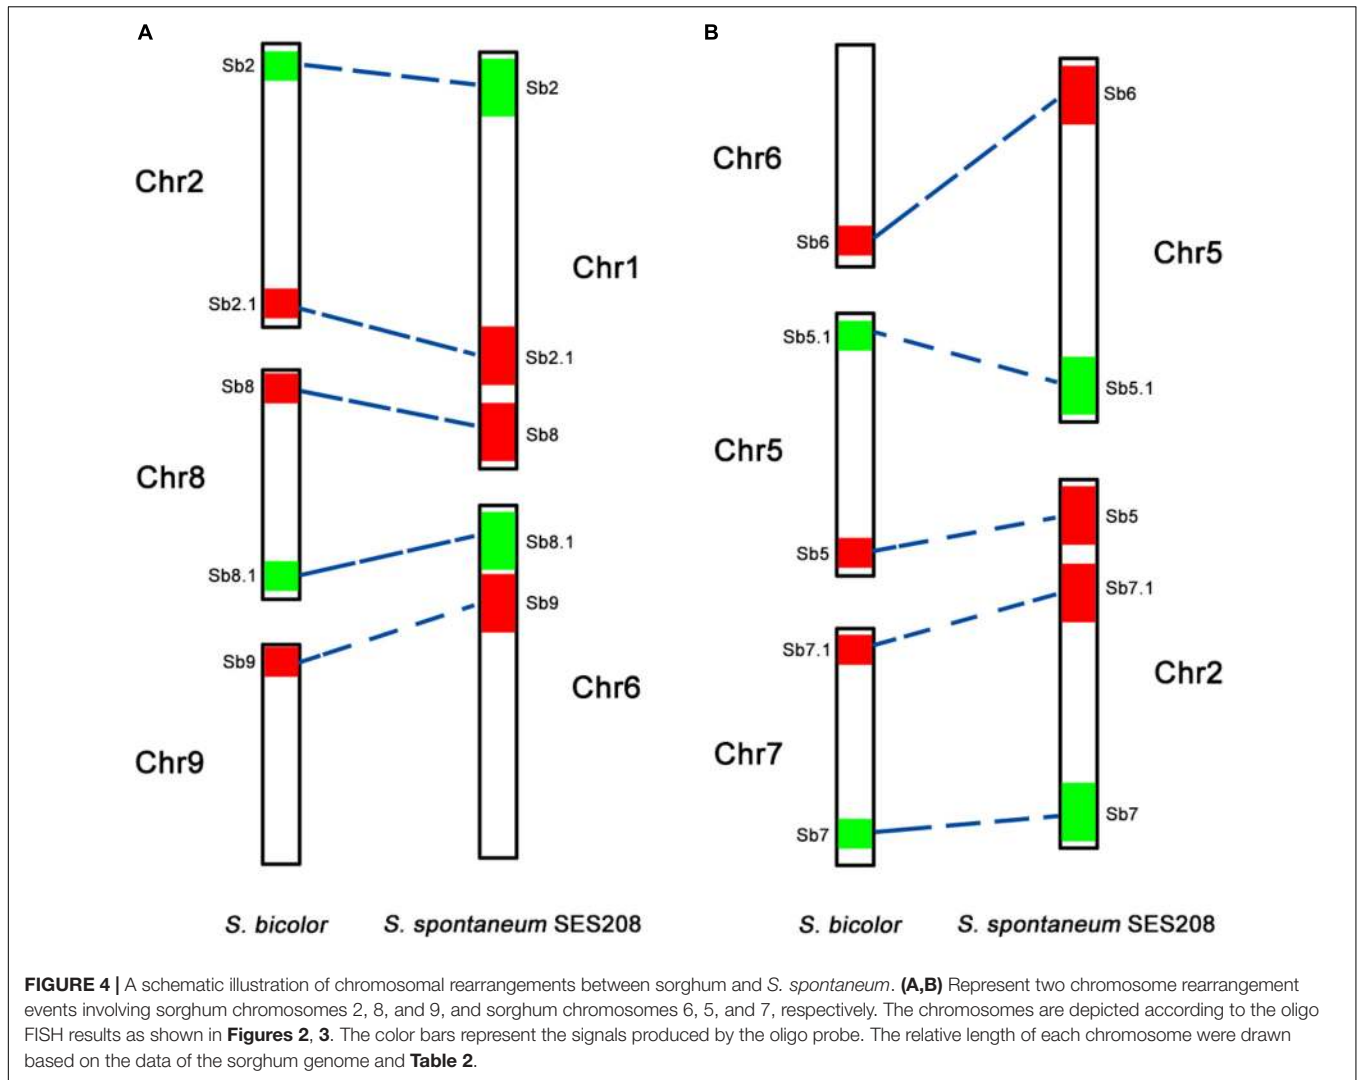 A
Sb2
Sb2
Chr2
Chr1
Sb2.1
Sb2.1
Sb8
Sb8
Chr8
Sb8.1
Sb8.1
Sb9
Sb9
Chr6
Chr9
S. bicolor
S. spontaneum SES208
B
Sb6
Chr6
Sb6
Chr5
Sb5.1
Sb5.1
Chr5
Sb5
Sb5
Sb7.1
Sb7.1
Chr2
Chr7
Sb7
Sb7
S. bicolor
S. spontaneum SES208
FIGURE 4 | A schematic illustration of chromosomal rearrangements between sorghum and S. spontaneum. (A,B) Represent two chromosome rearrangement
events involving sorghum chromosomes 2, 8, and 9, and sorghum chromosomes 6, 5, and 7, respectively. The chromosomes are depicted according to the oligo
FISH results as shown in Figures 2, 3. The color bars represent the signals produced by the oligo probe. The relative length of each chromosome were drawn
based on the data of the sorghum genome and Table 2.